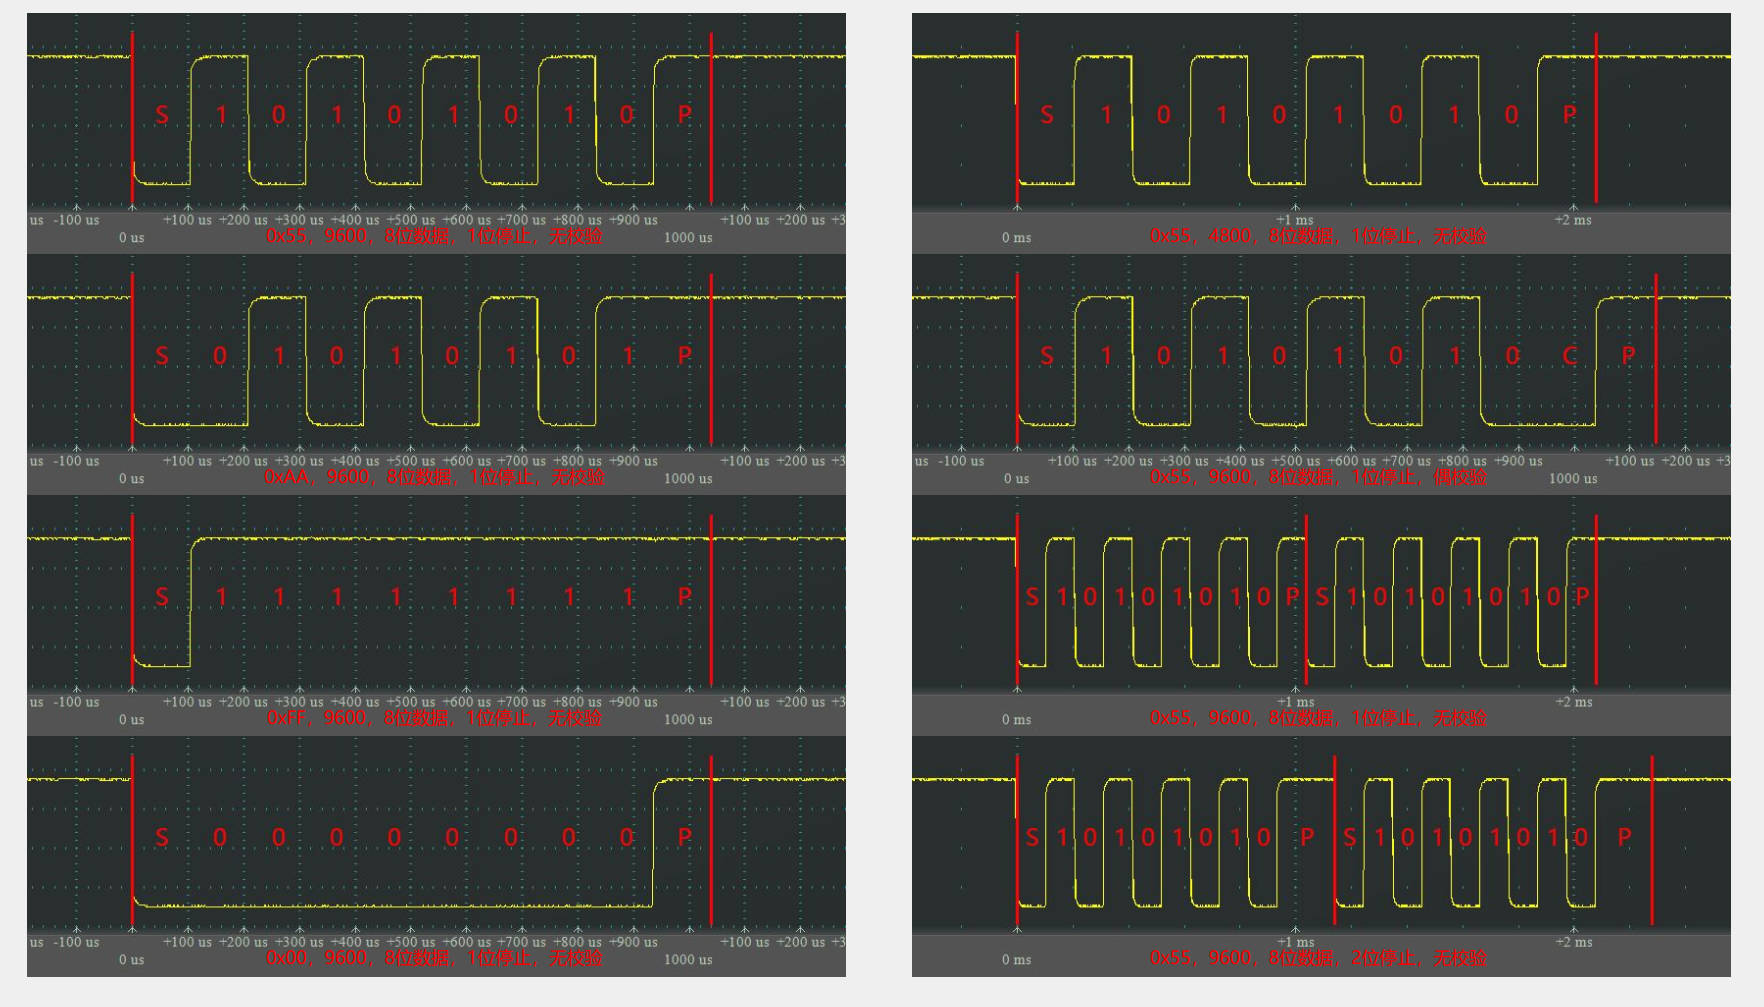 S 1 0 1 0 1 0 1 0 P
us -100 us +100 us +200 us +300 us +400 us +500 us +600 us +700 us +800 us +900 us +100 us +200 us +3
0 us 0x55，9600，8位数据，1位停止，无校验 1000 us
S 0 1 0 1 0 1 0 1 P
us -100 us +100 us +200 us +300 us +400 us +500 us +600 us +700 us +800 us +900 us +100 us +200 us +3
0 us 0xAA，9600，8位数据，1位停止，无校验 1000 us
S 1 1 1 1 1 1 1 1 P
us -100 us +100 us +200 us +300 us +400 us +500 us +600 us +700 us +800 us +900 us +100 us +200 us +3
0 us 0xFF，9600，8位数据，1位停止，无校验 1000 us
S 0 0 0 0 0 0 0 0 P
us -100 us +100 us +200 us +300 us +400 us +500 us +600 us +700 us +800 us +900 us +100 us +200 us +3
0 us 0x00，9600，8位数据，1位停止，无校验 1000 us
S 1 0 1 0 1 0 1 0 P
+1 ms +2 ms
0 ms 0x55，4800，8位数据，1位停止，无校验
S 1 0 1 0 1 0 1 0 C P
us -100 us +100 us +200 us +300 us +400 us +500 us +600 us +700 us +800 us +900 us +100 us +200 us +3
0 us 0x55，9600，8位数据，1位停止，偶校验 1000 us
S 1 0 1 0 1 0 1 0 P S 1 0 1 0 1 0 1 0 P
+1 ms +2 ms
0 ms 0x55，9600，8位数据，1位停止，无校验
S 1 0 1 0 1 0 1 0 P S 1 0 1 0 1 0 1 0 P
+1 ms +2 ms
0 ms 0x55，9600，8位数据，2位停止，无校验